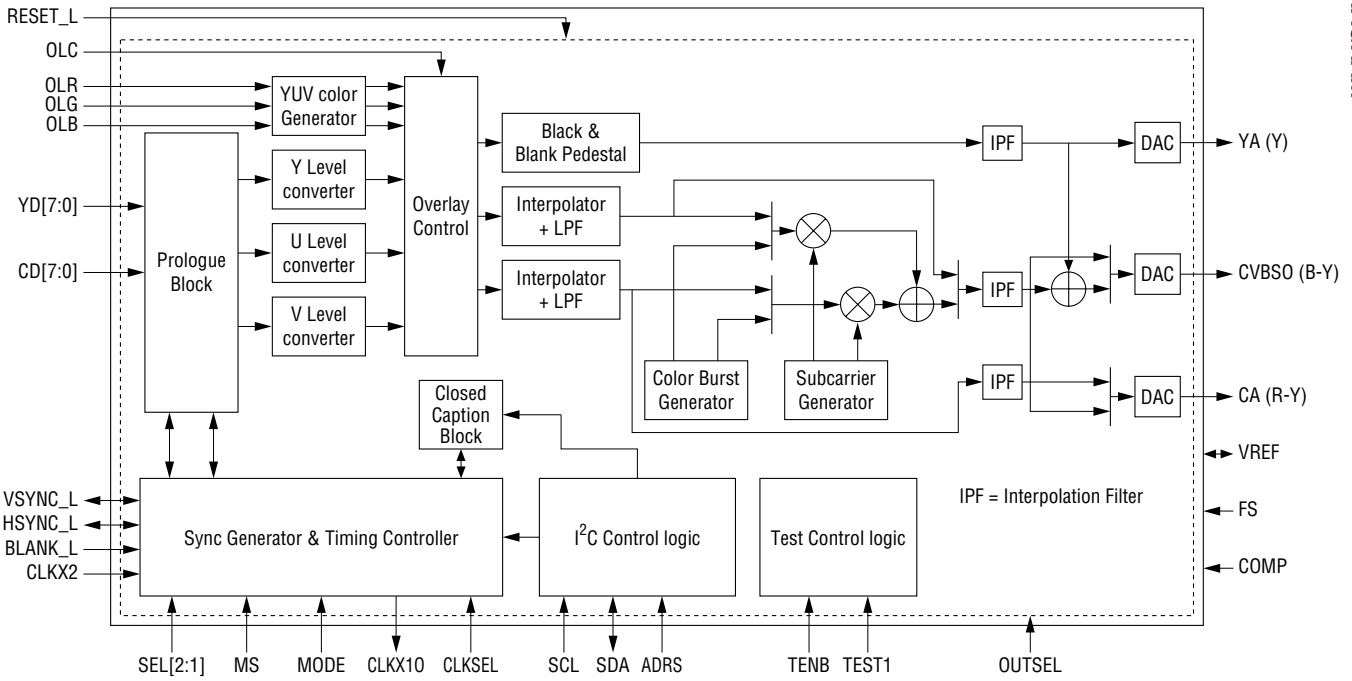 RESET_L
OLC
OLR
OLG
OLB
YUV color
Generator
Black &
Blank Pedestal
IPF
DAC
YA (Y)
Y Level
converter
YD[7:0]
Overlay
Control
Interpolator
+ LPF
Prologue
Block
U Level
converter
CD[7:0]
Interpolator
+ LPF
IPF
DAC
CVBSO (B-Y)
V Level
converter
Color Burst
Generator
Subcarrier
Generator
IPF
DAC
CA (R-Y)
Closed
Caption
Block
VREF
VSYNC_L
HSYNC_L
BLANK_L
CLKX2
Sync Generator & Timing Controller
I2C Control logic
Test Control logic
IPF = Interpolation Filter
FS
COMP
SEL[2:1]
MS
MODE
CLKX1O
CLKSEL
SCL
SDA
ADRS
TENB
TEST1
OUTSEL